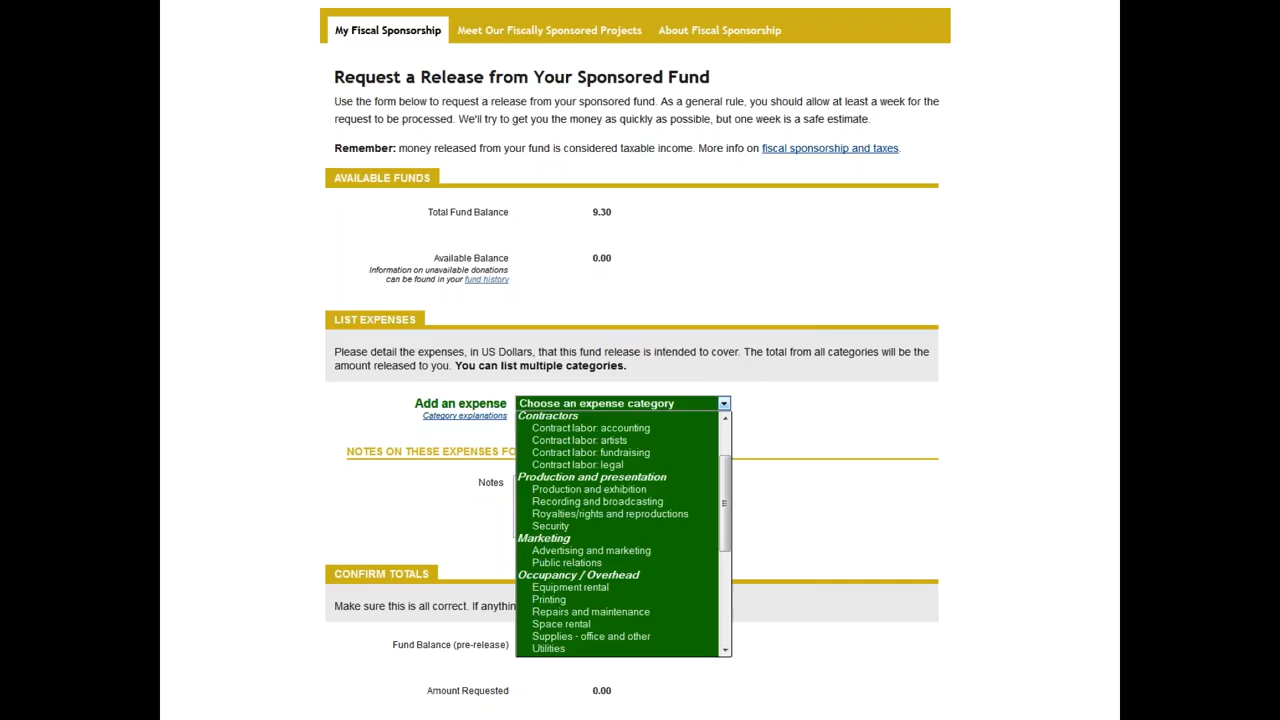 My Fiscal Sponsorship Meet Our Fiscally Sponsored Projects About Fiscal Sponsorship
Request a Release from Your Sponsored Fund
Use the form below to request a release from your sponsored fund. As a general rule, you should allow at least a week for the
request to be processed. We'll try to get you the money as quickly as possible, but one week is a safe estimate.
Remember: money released from your fund is considered taxable income. More info on fiscal sponsorship and taxes.
AVAILABLE FUNDS
Total Fund Balance 9.30
Available Balance 0.00
Information on unavailable donations
can be found in your fund history
LIST EXPENSES
Please detail the expenses, in US Dollars, that this fund release is intended to cover. The total from all categories will be the
amount released to you. You can list multiple categories.
Add an expense Choose an expense category
Category explanations
Contractors
Contract labor: accounting
Contract labor: artists
Contract labor: fundraising
Contract labor: legal
Production and presentation
Production and exhibition
Recording and broadcasting
Royalties/rights and reproductions
Security
Marketing
Advertising and marketing
Public relations
Occupancy / Overhead
Equipment rental
Printing
Repairs and maintenance
Space rental
Supplies - office and other
Utilities
NOTES ON THESE EXPENSES FO
Notes
CONFIRM TOTALS
Make sure this is all correct. If anythin
Fund Balance (pre-release)
Amount Requested 0.00